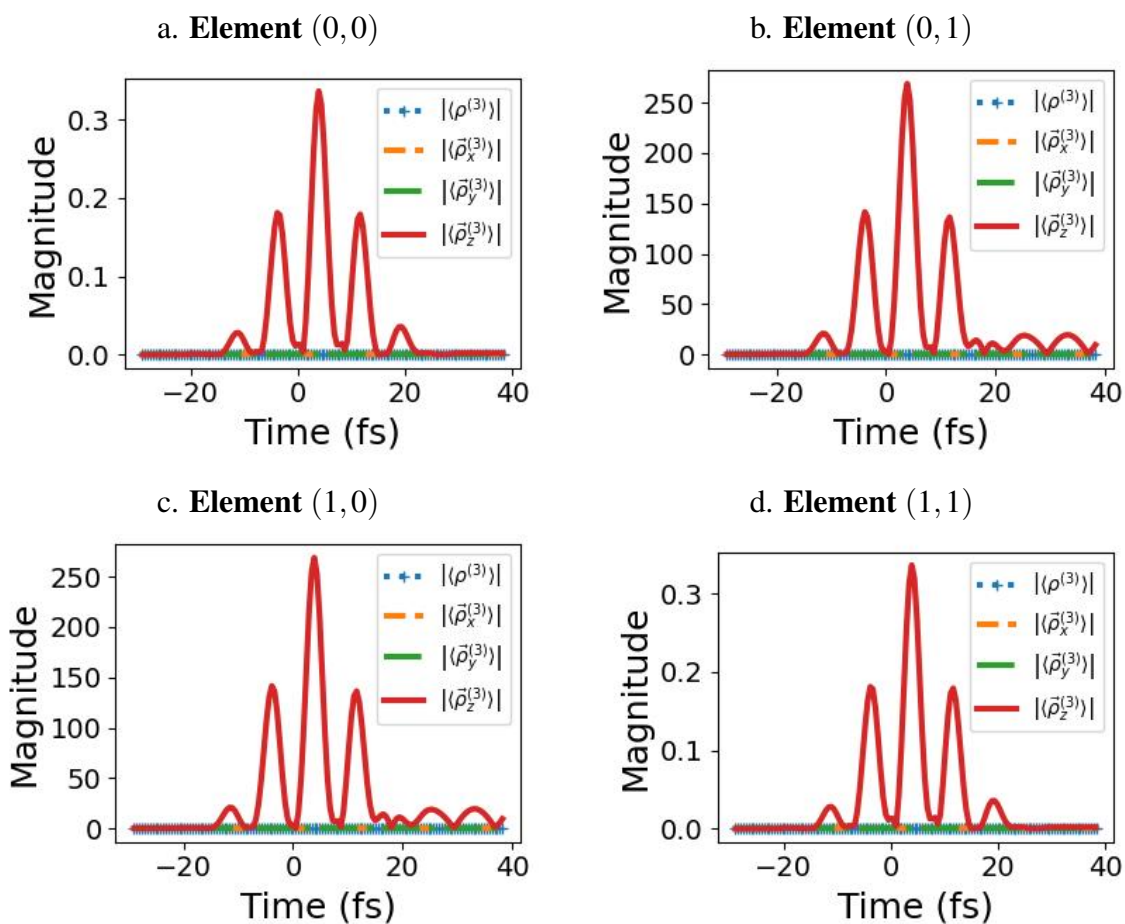 a. Element (0,0)
Magnitude
0.3
0.2
0.1
0.0
|⟨ρ⁽³⁾⟩|
|⟨ρ⃗ₓ⁽³⁾⟩|
|⟨ρ⃗_y⁽³⁾⟩|
|⟨ρ⃗_z⁽³⁾⟩|
−20 0 20 40
Time (fs)
b. Element (0,1)
Magnitude
250
200
150
100
50
0
|⟨ρ⁽³⁾⟩|
|⟨ρ⃗ₓ⁽³⁾⟩|
|⟨ρ⃗_y⁽³⁾⟩|
|⟨ρ⃗_z⁽³⁾⟩|
−20 0 20 40
Time (fs)
c. Element (1,0)
Magnitude
250
200
150
100
50
0
|⟨ρ⁽³⁾⟩|
|⟨ρ⃗ₓ⁽³⁾⟩|
|⟨ρ⃗_y⁽³⁾⟩|
|⟨ρ⃗_z⁽³⁾⟩|
−20 0 20 40
Time (fs)
d. Element (1,1)
Magnitude
0.3
0.2
0.1
0.0
|⟨ρ⁽³⁾⟩|
|⟨ρ⃗ₓ⁽³⁾⟩|
|⟨ρ⃗_y⁽³⁾⟩|
|⟨ρ⃗_z⁽³⁾⟩|
−20 0 20 40
Time (fs)